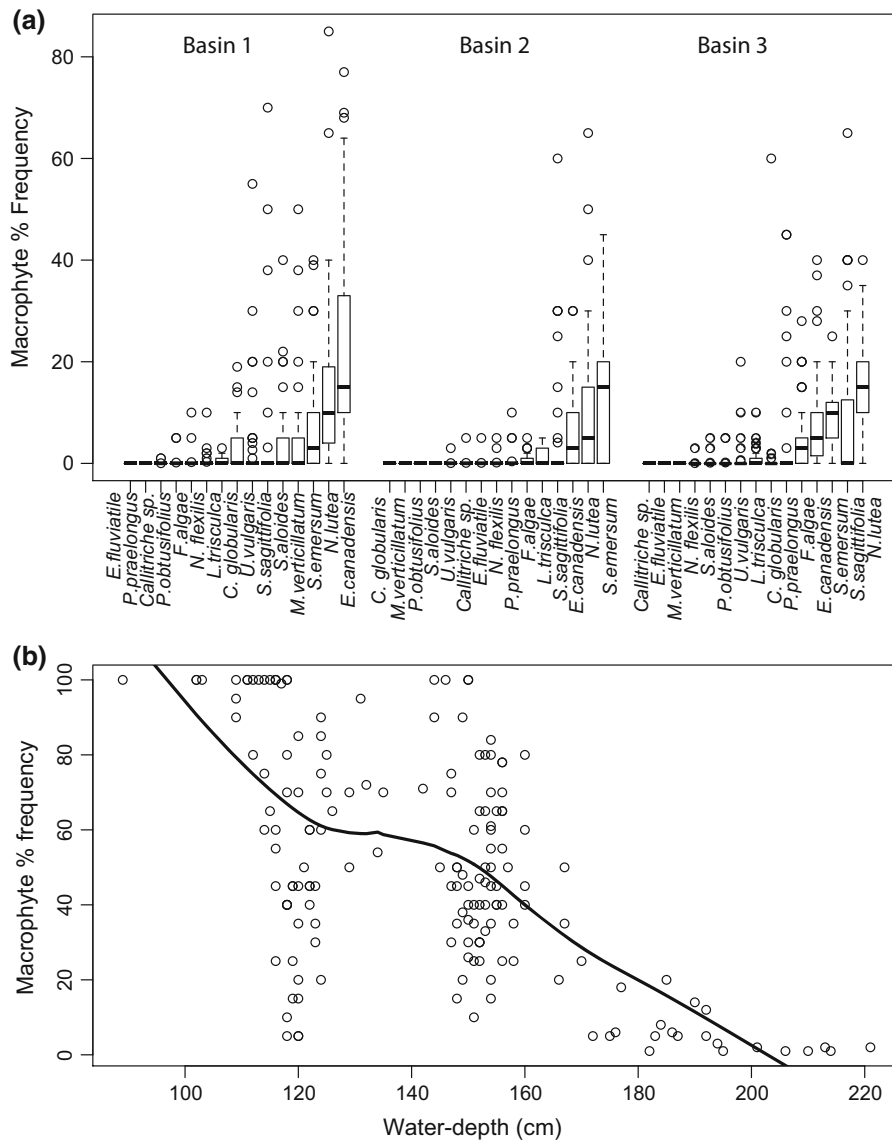 (a)
Basin 1
Basin 2
Basin 3
Macrophyte % Frequency
80
60
40
20
0
E.fluviatile
P.praelongus
Callitriche sp.
P.obtusifolius
F.algae
N. flexilis
L.trisculca
C. globularis
U.vulgaris
S.sagittifolia
S.aloides
M.verticillatum
S.emersum
N.lutea
E.canadensis
C. globularis
M.verticillatum
P.obtusifolius
S.aloides
U.vulgaris
Callitriche sp.
E.fluviatile
N. flexilis
P.praelongus
F.algae
L.trisculca
S.sagittifolia
E.canadensis
N.lutea
S.emersum
Callitriche sp.
E.fluviatile
M.verticillatum
N. flexilis
S.aloides
P.obtusifolius
U.vulgaris
L.trisculca
C. globularis
P.praelongus
F.algae
E.canadensis
S.emersum
S.sagittifolia
N.lutea
(b)
Macrophyte % frequency
100
80
60
40
20
0
100
120
140
160
180
200
220
Water-depth (cm)